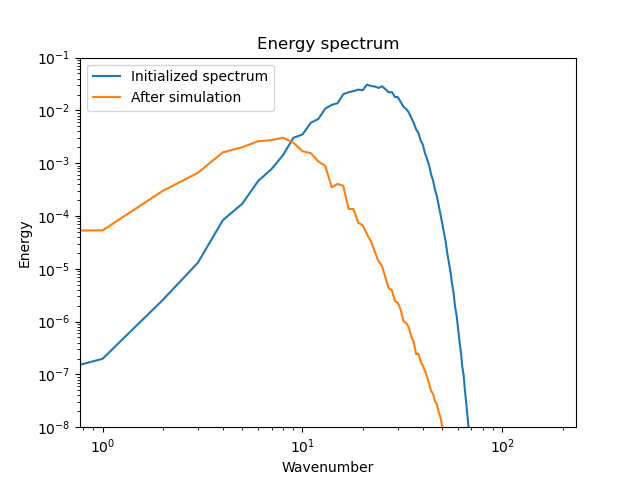 Energy spectrum
Initialized spectrum
After simulation
10⁻¹
10⁻²
10⁻³
10⁻⁴
10⁻⁵
10⁻⁶
10⁻⁷
10⁻⁸
Energy
10⁰ 10¹ 10²
Wavenumber